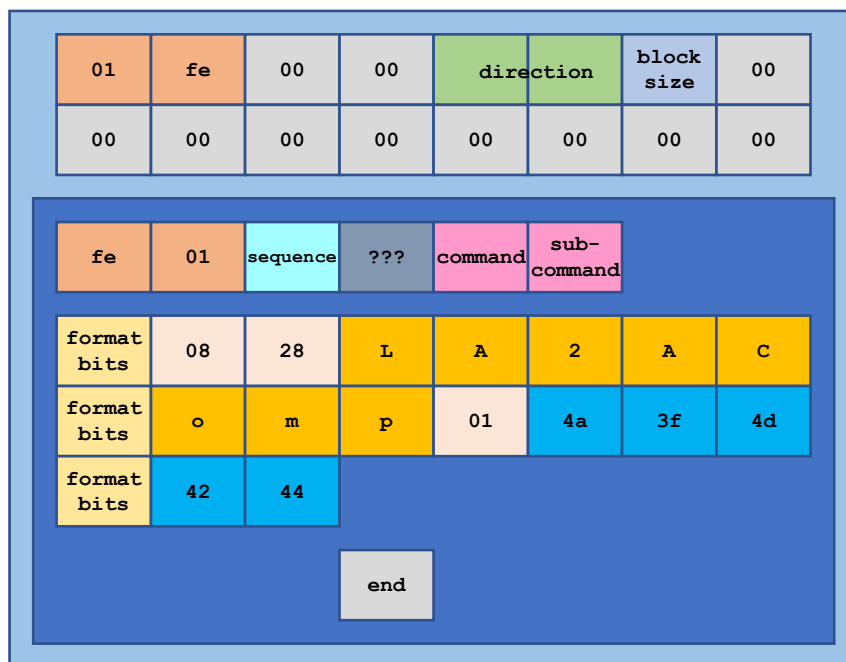 01 fe 00 00 direction block size 00
00 00 00 00 00 00 00 00
fe 01 sequence ??? command sub-command
format bits 08 28 L A 2 A C
format bits o m p 01 4a 3f 4d
format bits 42 44
end